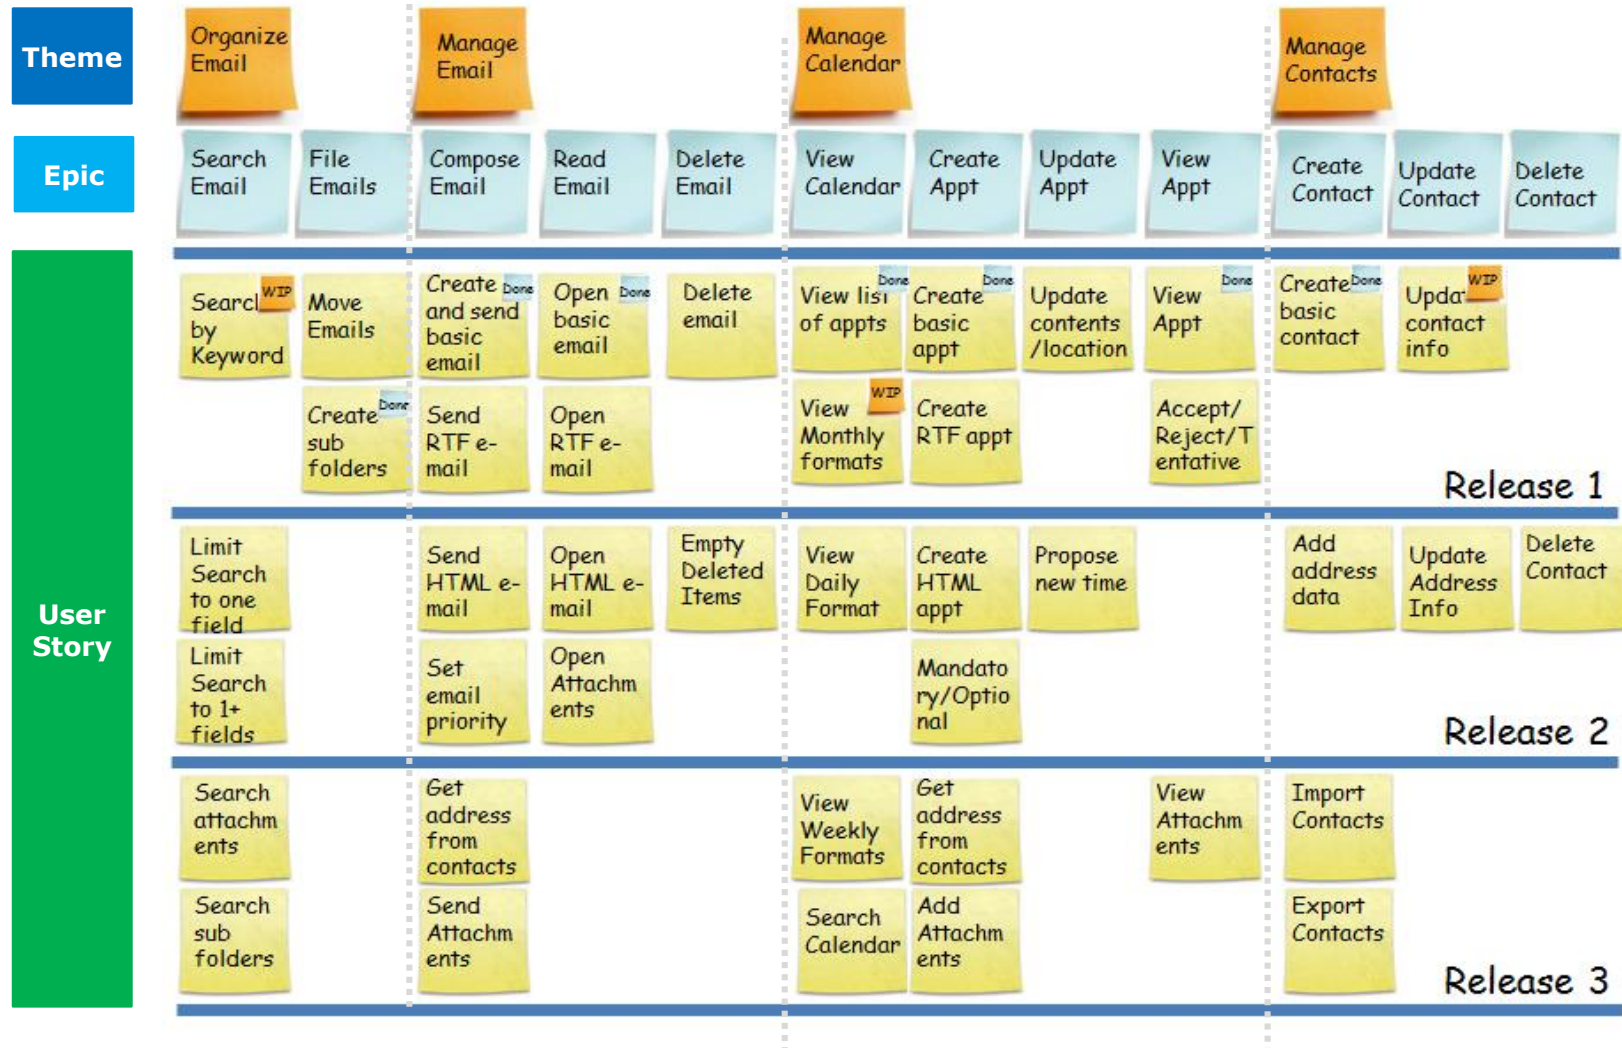 Theme
Organize
Email
Manage
Email
Manage
Calendar
Manage
Contacts
Epic
Search
Email
File
Emails
Compose
Email
Read
Email
Delete
Email
View
Calendar
Create
Appt
Update
Appt
View
Appt
Create
Contact
Update
Contact
Delete
Contact
User
Story
WIP
by
Keyword
Move
Emails
Create
Done
and send
basic
email
Open
Done
basic
email
Delete
email
View list
Done
of appts
Create
Done
basic
appt
Update
contents
/location
View
Done
Appt
Create
Done
basic
contact
WIP
contact
info
Create
Done
sub
folders
Send
RTF e-
mail
Open
RTF e-
mail
View
WIP
Monthly
formats
Create
RTF appt
Accept/
Reject/T
entative
Release 1
Limit
Search
to one
field
Send
HTML e-
mail
Open
HTML e-
mail
Empty
Deleted
Items
View
Daily
Format
Create
HTML
appt
Propose
new time
Add
address
data
Update
Address
Info
Delete
Contact
Limit
Search
to 1+
fields
Set
email
priority
Open
Attachm
ents
Mandato
ry/Optio
nal
Release 2
Search
attachm
ents
Get
address
from
contacts
View
Weekly
Formats
Get
address
from
contacts
View
Attachm
ents
Import
Contacts
Search
sub
folders
Send
Attachm
ents
Search
Calendar
Add
Attachm
ents
Export
Contacts
Release 3